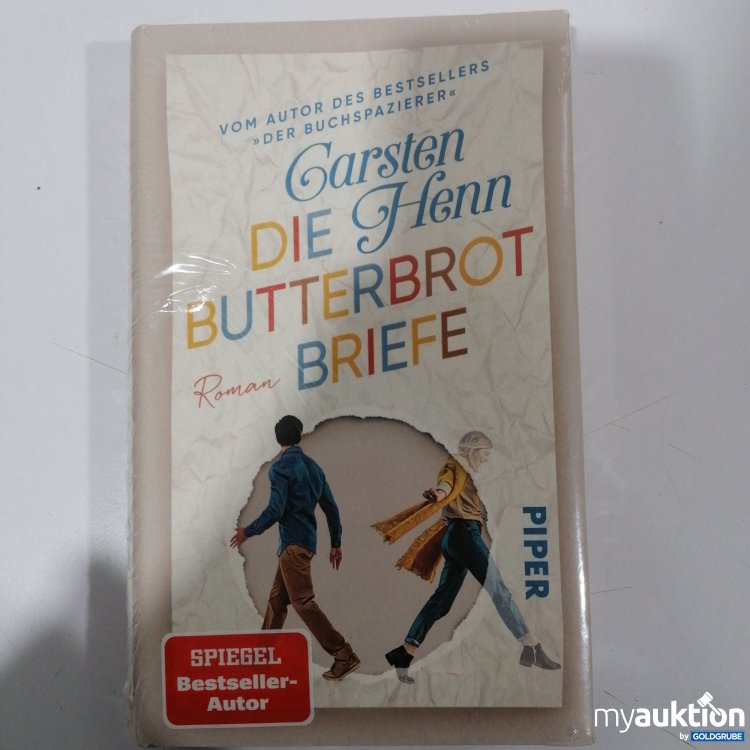 VOM AUTOR DES BESTSELLERS
»DER BUCHSPAZIERER«
Carsten
Henn
DIE
BUTTERBROT
BRIEFE
Roman
PIPER
SPIEGEL
Bestseller-
Autor
myauktion
by GOLDGRUBE